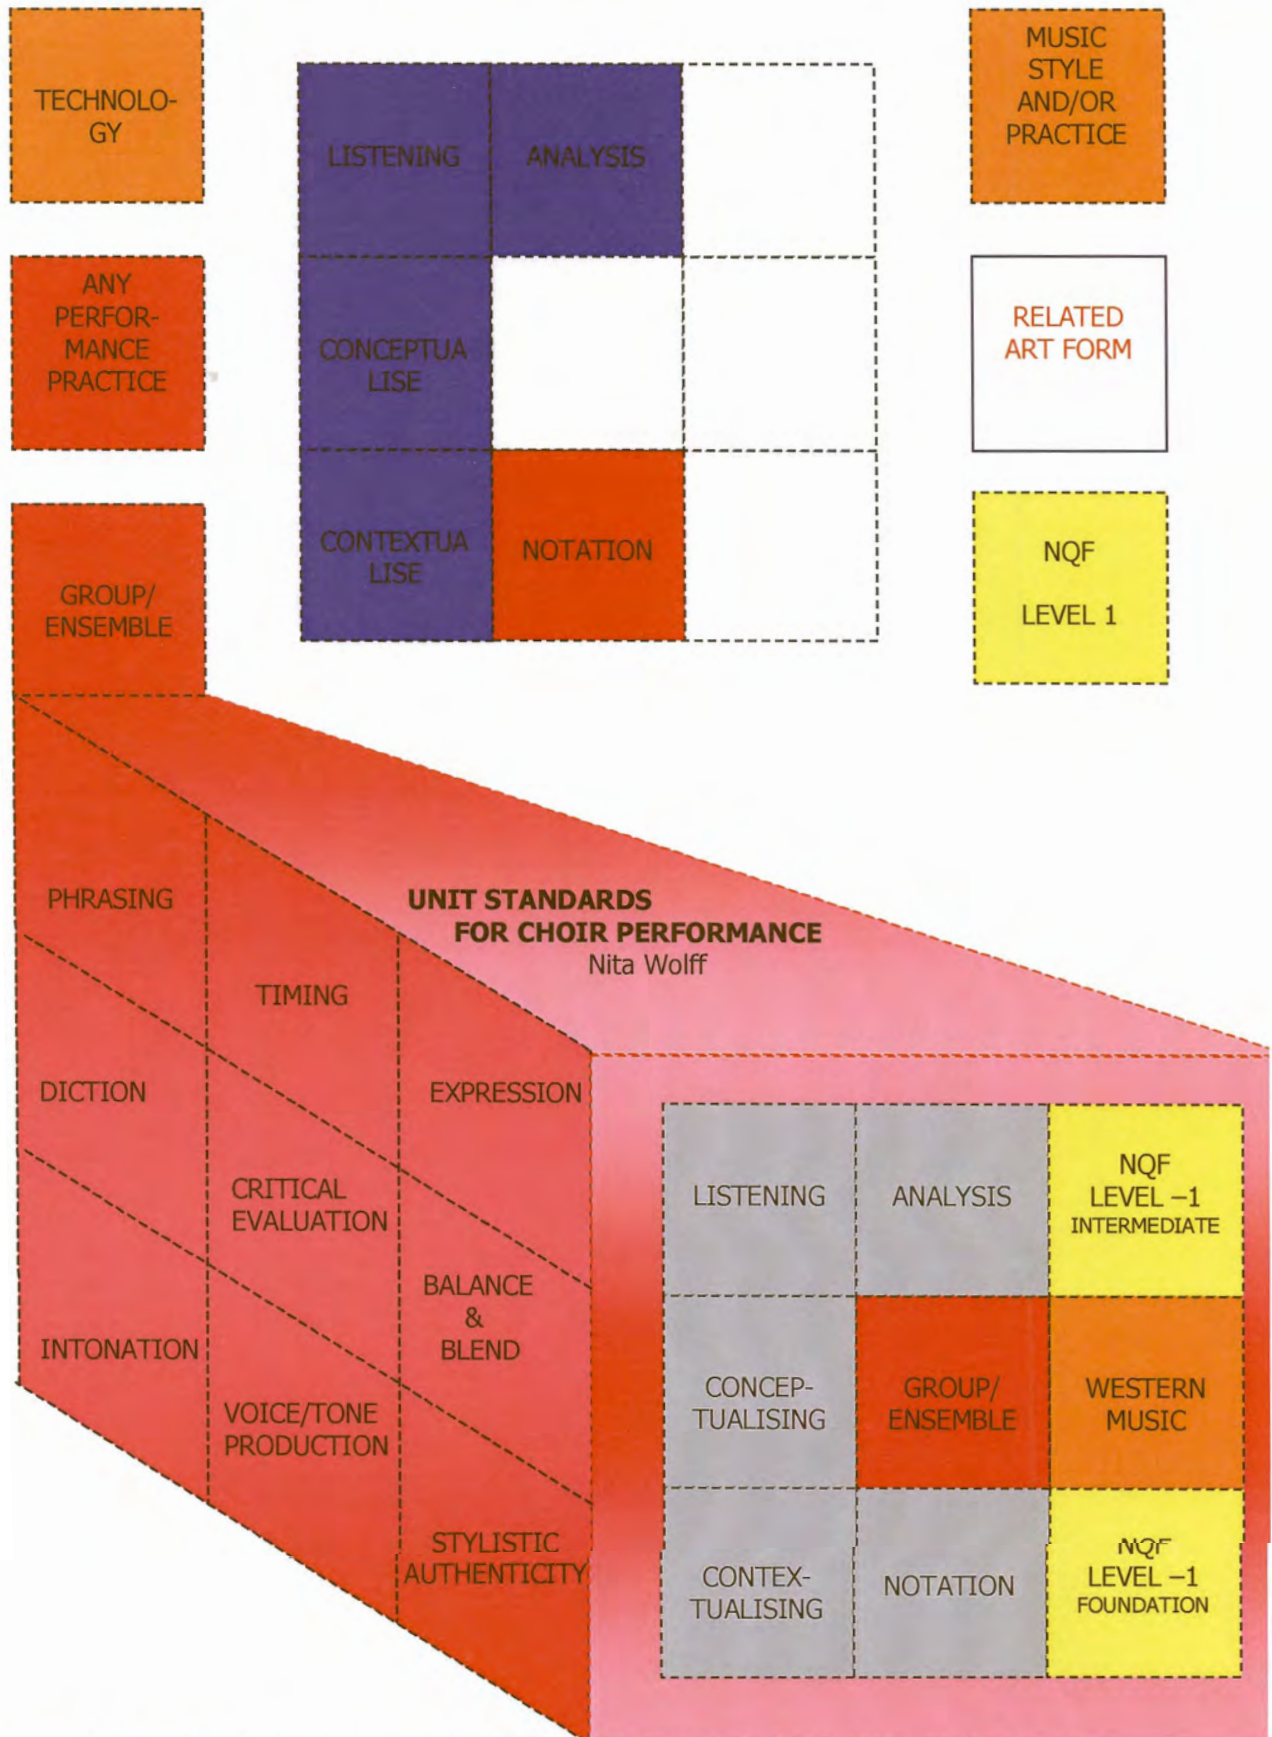 TECHNOLO-
GY
LISTENING
ANALYSIS
MUSIC
STYLE
AND/OR
PRACTICE
ANY
PERFOR-
MANCE
PRACTICE
CONCEPTUA
LISE
RELATED
ART FORM
GROUP/
ENSEMBLE
CONTEXTUA
LISE
NOTATION
NQF
LEVEL 1
UNIT STANDARDS
FOR CHOIR PERFORMANCE
Nita Wolff
PHRASING
TIMING
EXPRESSION
DICTION
CRITICAL
EVALUATION
BALANCE
&
BLEND
INTONATION
VOICE/TONE
PRODUCTION
STYLISTIC
AUTHENTICITY
LISTENING
ANALYSIS
NQF
LEVEL –1
INTERMEDIATE
CONCEP-
TUALISING
GROUP/
ENSEMBLE
WESTERN
MUSIC
CONTEX-
TUALISING
NOTATION
NQF
LEVEL –1
FOUNDATION